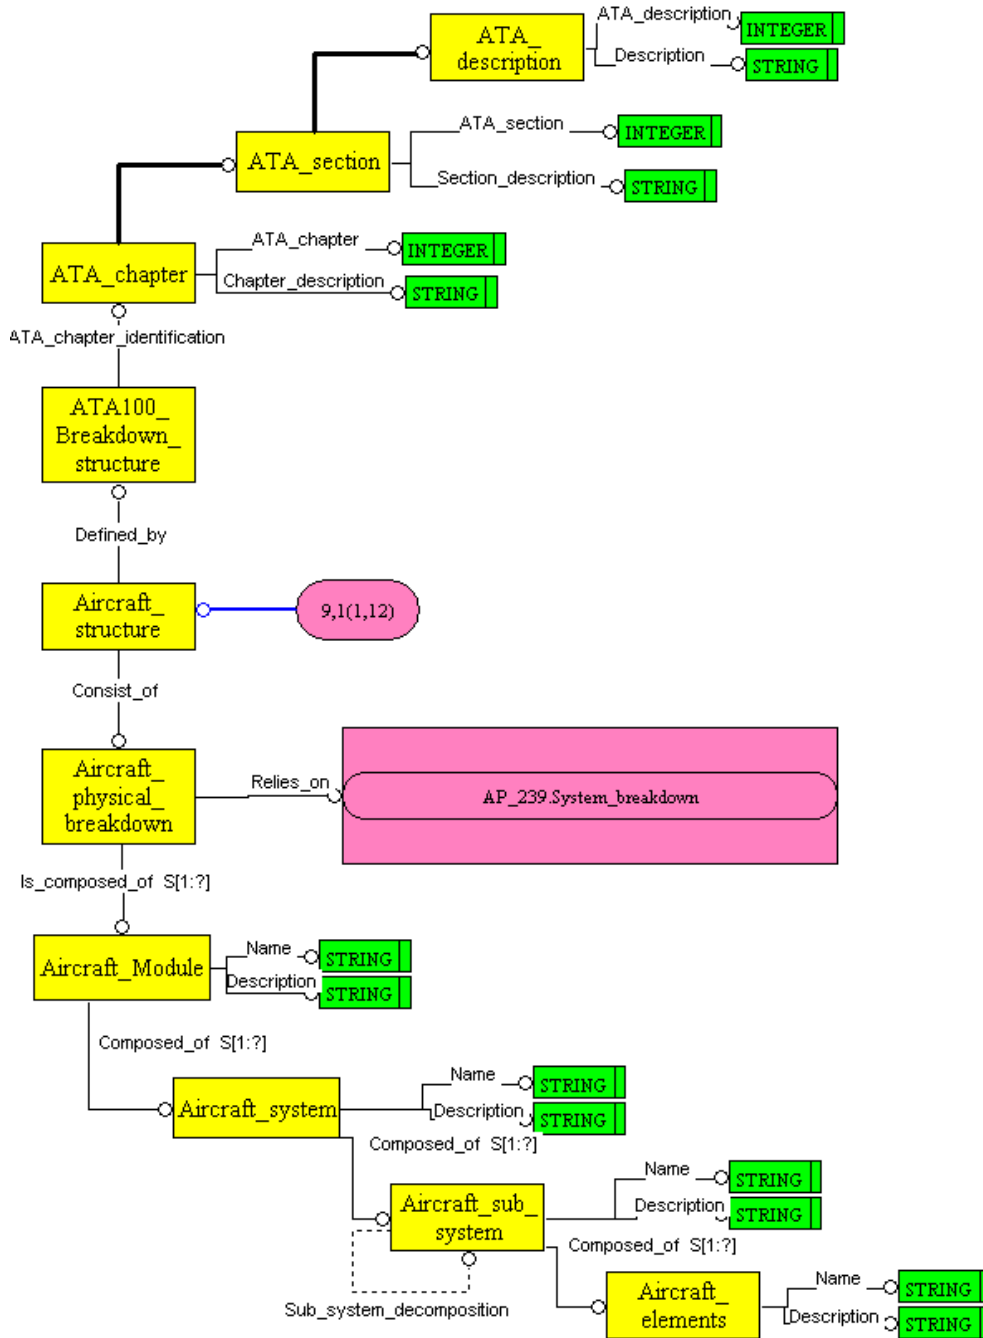 ATA_description
INTEGER
ATA_
description
Description
STRING
ATA_section
INTEGER
ATA_section
Section_description
STRING
ATA_chapter
INTEGER
ATA_chapter
Chapter_description
STRING
ATA_chapter_identification
ATA100_
Breakdown_
structure
Defined_by
Aircraft_
structure
9,1(1,12)
Consist_of
Aircraft_
physical_
breakdown
Relies_on
AP_239.System_breakdown
Is_composed_of S[1:?]
Aircraft_Module
Name
STRING
Description
STRING
Composed_of S[1:?]
Aircraft_system
Name
STRING
Description
STRING
Composed_of S[1:?]
Aircraft_sub_
system
Name
STRING
Description
STRING
Composed_of S[1:?]
Sub_system_decomposition
Aircraft_
elements
Name
STRING
Description
STRING